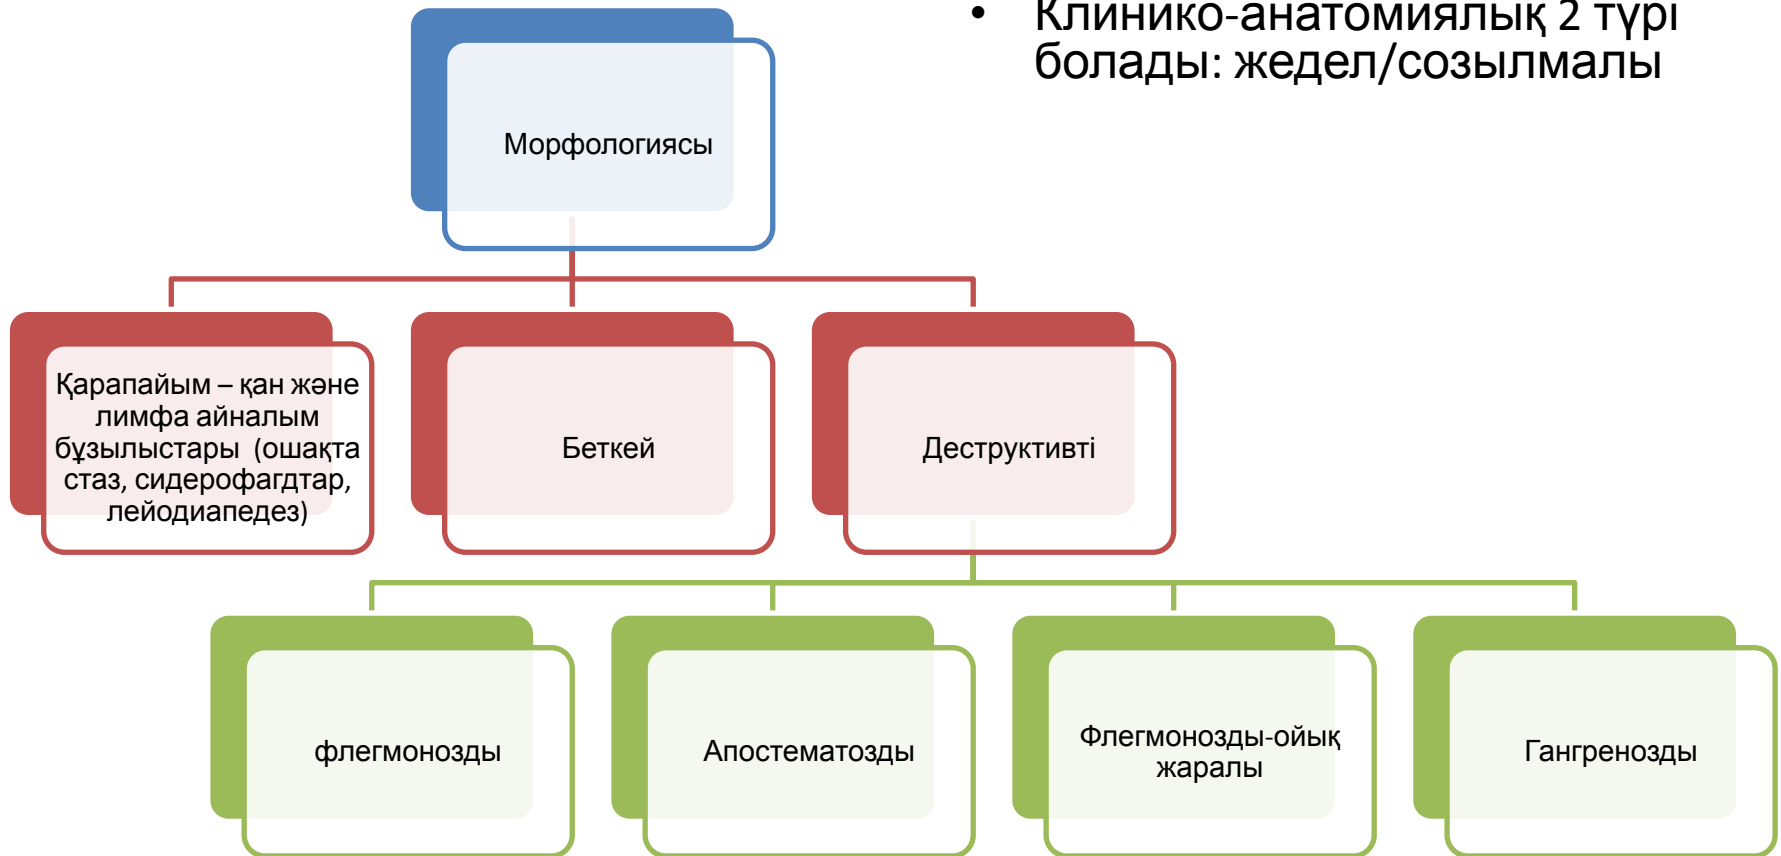 • Клинико-анатомиялық 2 түрі
болады: жедел/созылмалы
Морфологиясы
Қарапайым – қан және
лимфа айналым
бұзылыстары (ошақта
стаз, сидерофагдтар,
лейодиапедез)
Беткей
Деструктивті
флегмонозды
Апостематозды
Флегмонозды-ойық
жаралы
Гангренозды